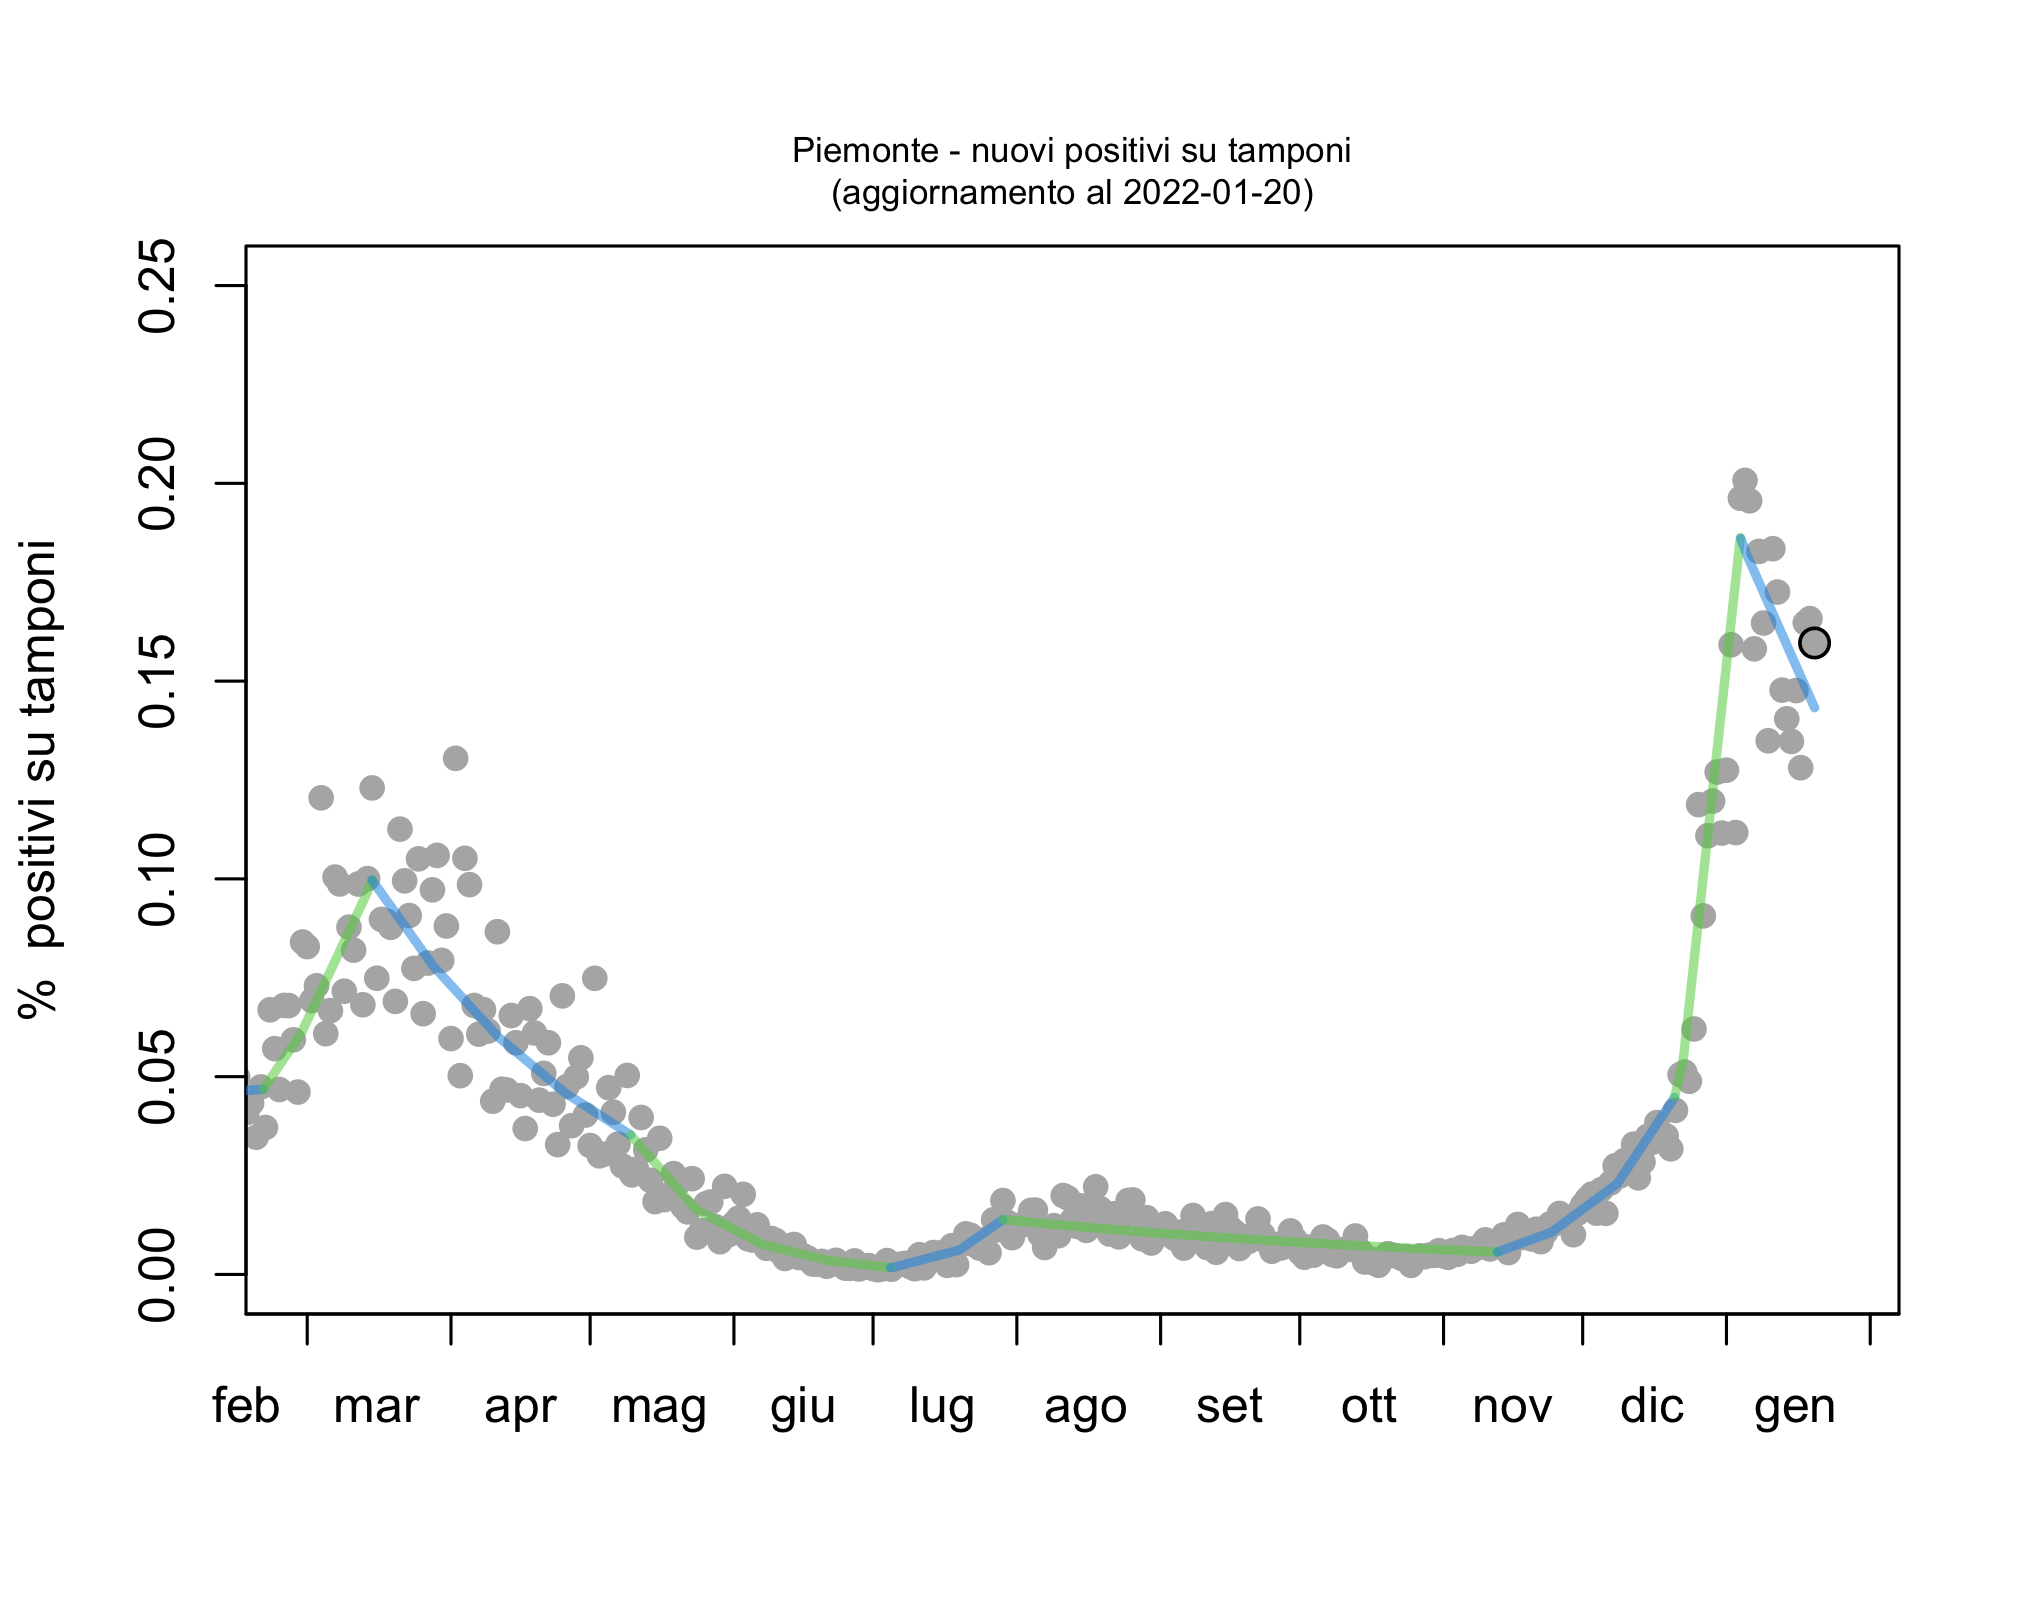 Piemonte - nuovi positivi su tamponi
(aggiornamento al 2022-01-20)
% positivi su tamponi
0.25
0.20
0.15
0.10
0.05
0.00
feb mar apr mag giu lug ago set ott nov dic gen